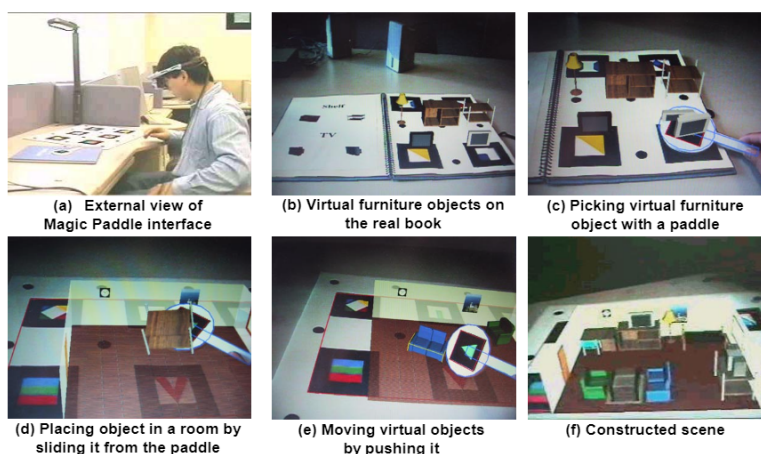 Shelf
TV
(a) External view of
Magic Paddle interface
(b) Virtual furniture objects on
the real book
(c) Picking virtual furniture
object with a paddle
(d) Placing object in a room by
sliding it from the paddle
(e) Moving virtual objects
by pushing it
(f) Constructed scene